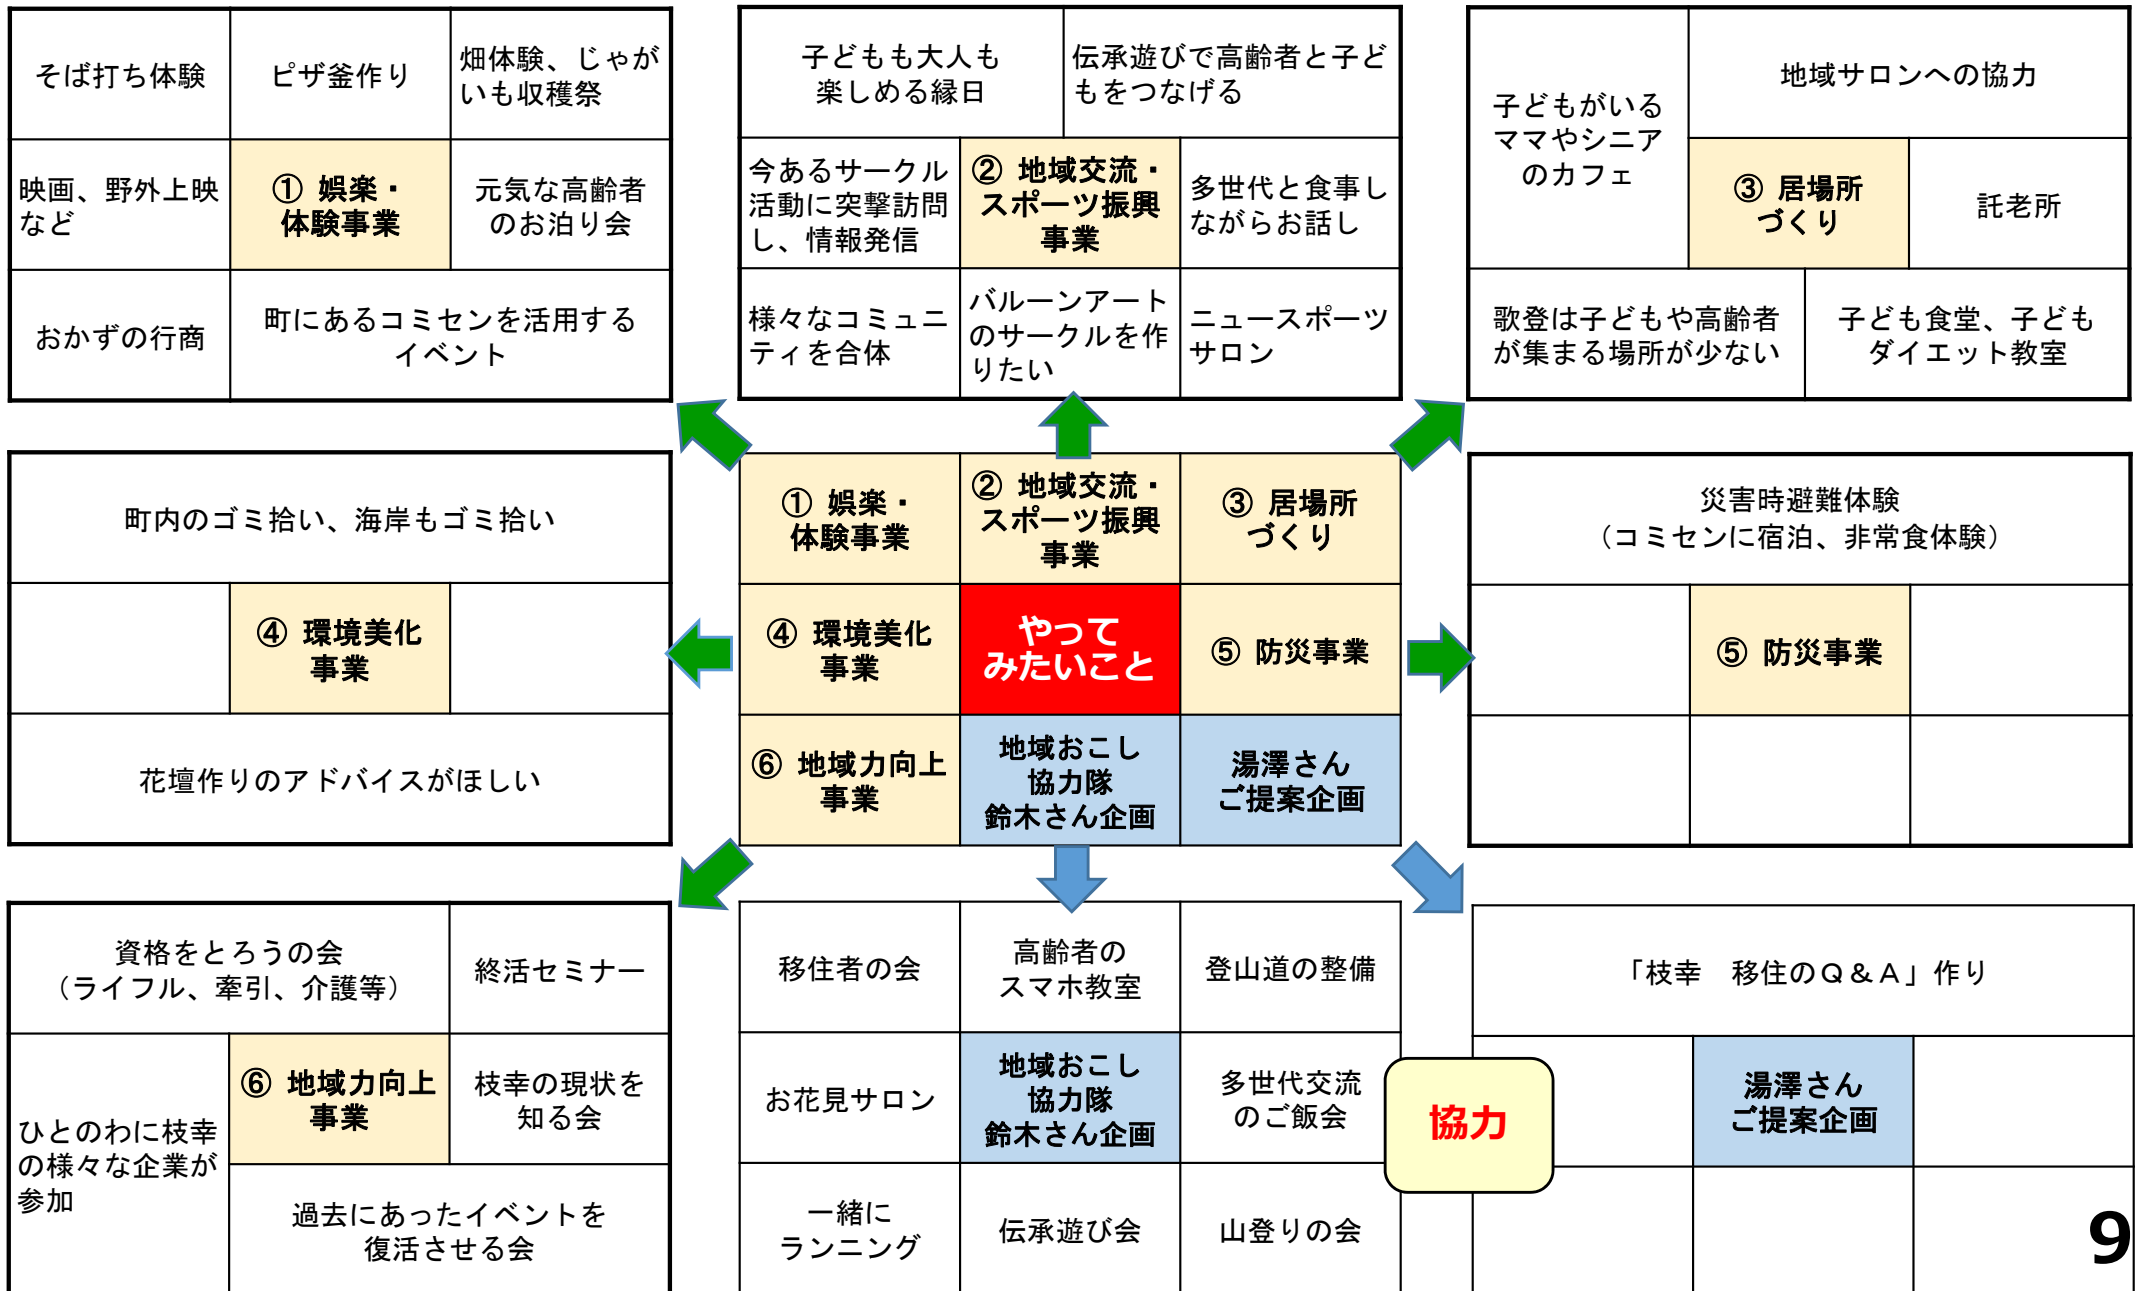 そば打ち体験
ピザ釜作り
畑体験、じゃが
いも収穫祭
映画、野外上映
など
① 娯楽・
体験事業
元気な高齢者
のお泊り会
おかずの行商
町にあるコミセンを活用する
イベント
子どもも大人も
楽しめる縁日
伝承遊びで高齢者と子ど
もをつなげる
今あるサークル
活動に突撃訪問
し、情報発信
② 地域交流・
スポーツ振興
事業
多世代と食事し
ながらお話し
様々なコミュニ
ティを合体
バルーンアート
のサークルを作
りたい
ニュースポーツ
サロン
子どもがいる
ママやシニア
のカフェ
地域サロンへの協力
③ 居場所
づくり
託老所
歌登は子どもや高齢者
が集まる場所が少ない
子ども食堂、子ども
ダイエット教室
町内のゴミ拾い、海岸もゴミ拾い
④ 環境美化
事業
花壇作りのアドバイスがほしい
① 娯楽・
体験事業
② 地域交流・
スポーツ振興
事業
③ 居場所
づくり
④ 環境美化
事業
やって
みたいこと
⑤ 防災事業
⑥ 地域力向上
事業
地域おこし
協力隊
鈴木さん企画
湯澤さん
ご提案企画
災害時避難体験
（コミセンに宿泊、非常食体験）
⑤ 防災事業
資格をとろうの会
（ライフル、牽引、介護等）
終活セミナー
ひとのわに枝幸
の様々な企業が
参加
⑥ 地域力向上
事業
枝幸の現状を
知る会
過去にあったイベントを
復活させる会
移住者の会
高齢者の
スマホ教室
登山道の整備
お花見サロン
地域おこし
協力隊
鈴木さん企画
多世代交流
のご飯会
一緒に
ランニング
伝承遊び会
山登りの会
協力
「枝幸　移住のＱ＆Ａ」作り
湯澤さん
ご提案企画
9